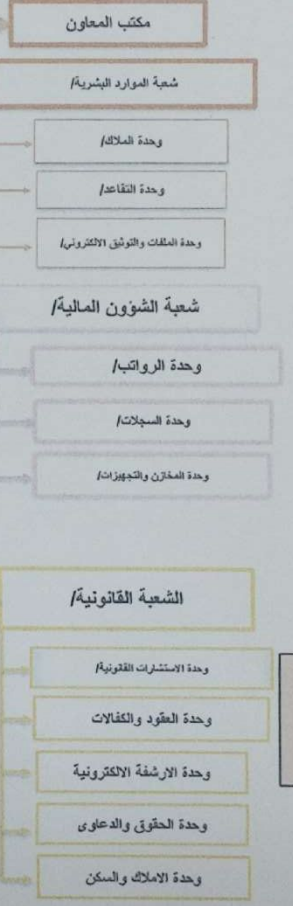 مكتب المعاون
شعبة الموارد البشرية/
وحدة الملاك/
وحدة التقاعد/
وحدة الملفات والتوثيق الالكتروني/
شعبة الشؤون المالية/
وحدة الرواتب/
وحدة السجلات/
وحدة المخازن والتجهيزات/
الشعبة القانونية/
وحدة الاستشارات القانونية/
وحدة العقود والكفالات
وحدة الارشفة الالكترونية
وحدة الحقوق والدعاوى
وحدة الاملاك والسكن